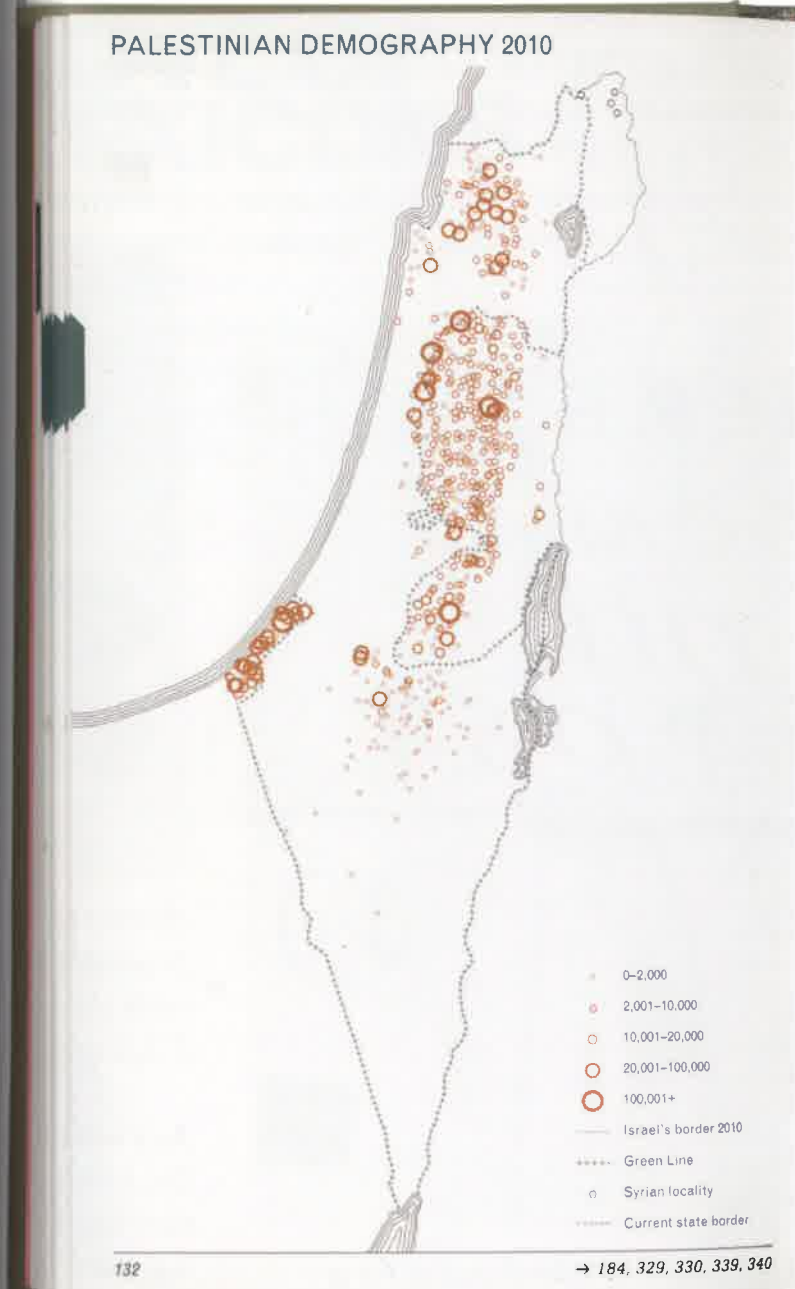 PALESTINIAN DEMOGRAPHY 2010
0–2,000
2,001–10,000
10,001–20,000
20,001–100,000
100,001+
Israel's border 2010
Green Line
Syrian locality
Current state border
132
→ 184, 329, 330, 339, 340